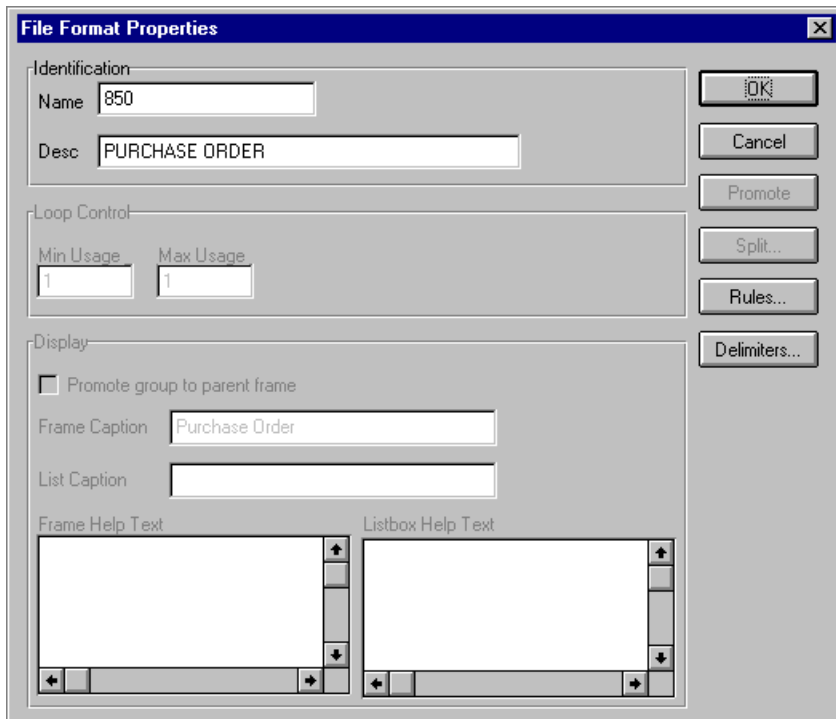 File Format Properties
Identification
Name 850
Desc PURCHASE ORDER
Loop Control
Min Usage Max Usage
1 1
Display
Promote group to parent frame
Frame Caption Purchase Order
List Caption
Frame Help Text Listbox Help Text
OK
Cancel
Promote
Split...
Rules...
Delimiters...